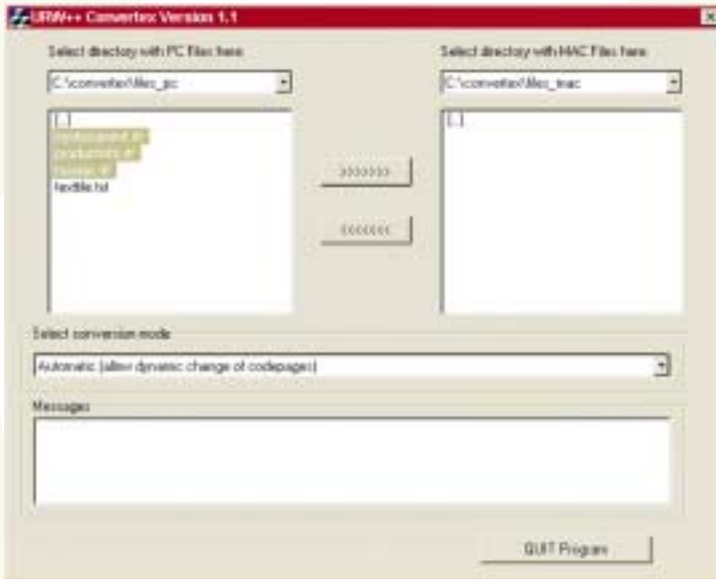 URW++ Convertex Version 1.1
Select directory with PC Files here:
Select directory with MAC Files here:
C:\convertex\files_pc
C:\convertex\files_mac
[..]
[..]
textfile.txt
>>>>>>>
<<<<<<<
Select conversion mode
Automatic (allow dynamic change of codepages)
Messages
QUIT Program